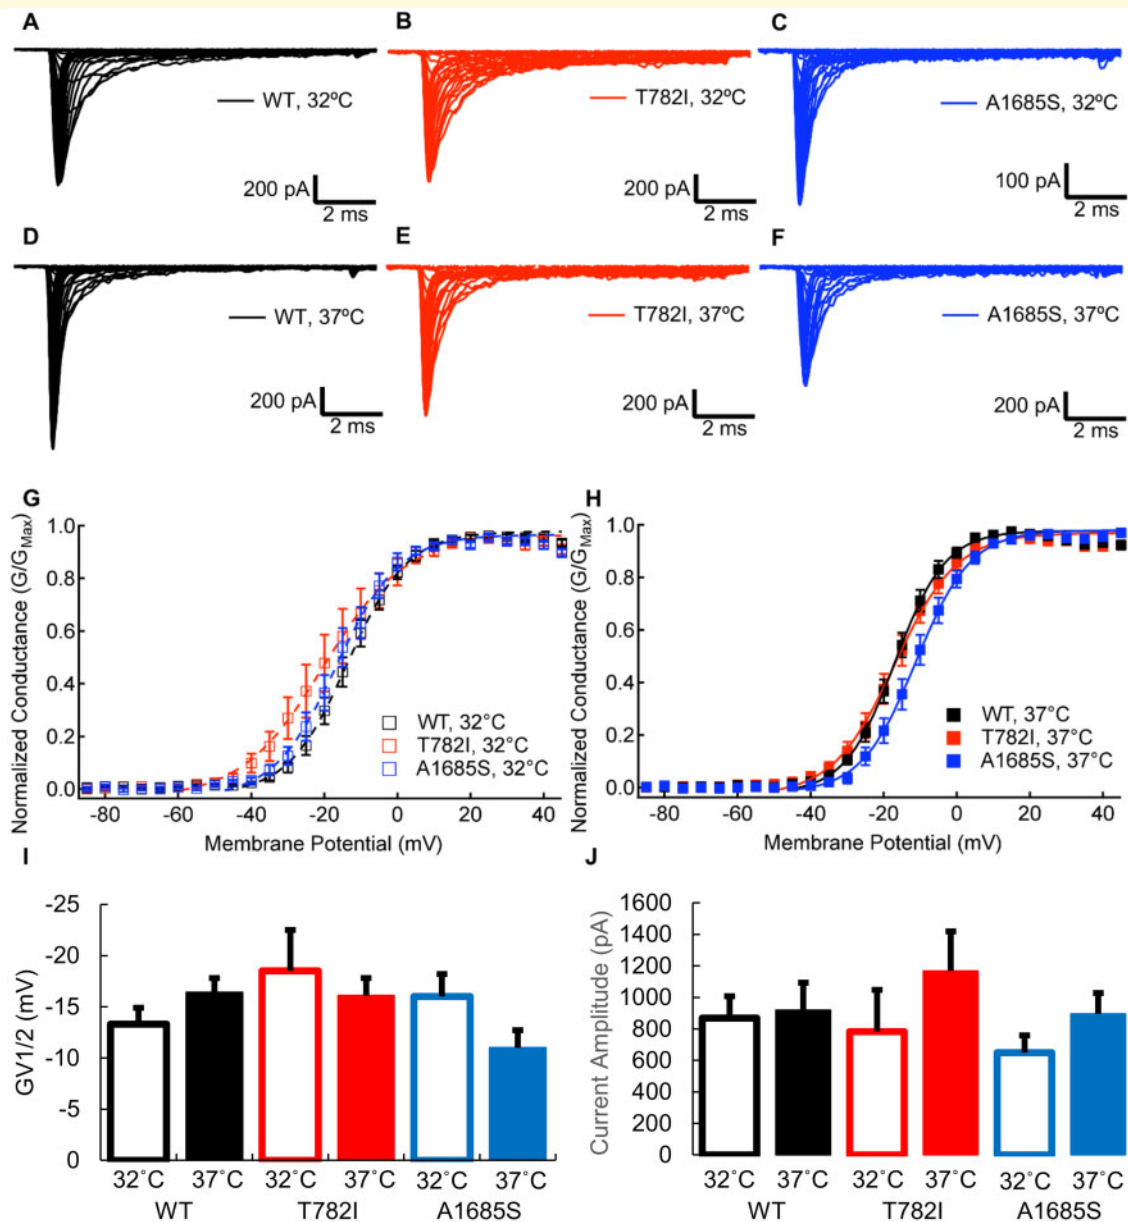 A
B
C
WT, 32ºC
T782I, 32ºC
A1685S, 32ºC
200 pA
2 ms
200 pA
2 ms
100 pA
2 ms
D
E
F
WT, 37ºC
T782I, 37ºC
A1685S, 37ºC
200 pA
2 ms
200 pA
2 ms
200 pA
2 ms
G
Normalized Conductance (G/GMax)
1.0
0.8
0.6
0.4
0.2
0.0
WT, 32°C
T782I, 32°C
A1685S, 32°C
-80 -60 -40 -20 0 20 40
Membrane Potential (mV)
H
Normalized Conductance (G/GMax)
1.0
0.8
0.6
0.4
0.2
0.0
WT, 37°C
T782I, 37°C
A1685S, 37°C
-80 -60 -40 -20 0 20 40
Membrane Potential (mV)
I
GV1/2 (mV)
-25
-20
-15
-10
-5
0
32˚C 37˚C 32˚C 37˚C 32˚C 37˚C
WT T782I A1685S
J
Current Amplitude (pA)
1600
1400
1200
1000
800
600
400
200
0
32˚C 37˚C 32˚C 37˚C 32˚C 37˚C
WT T782I A1685S